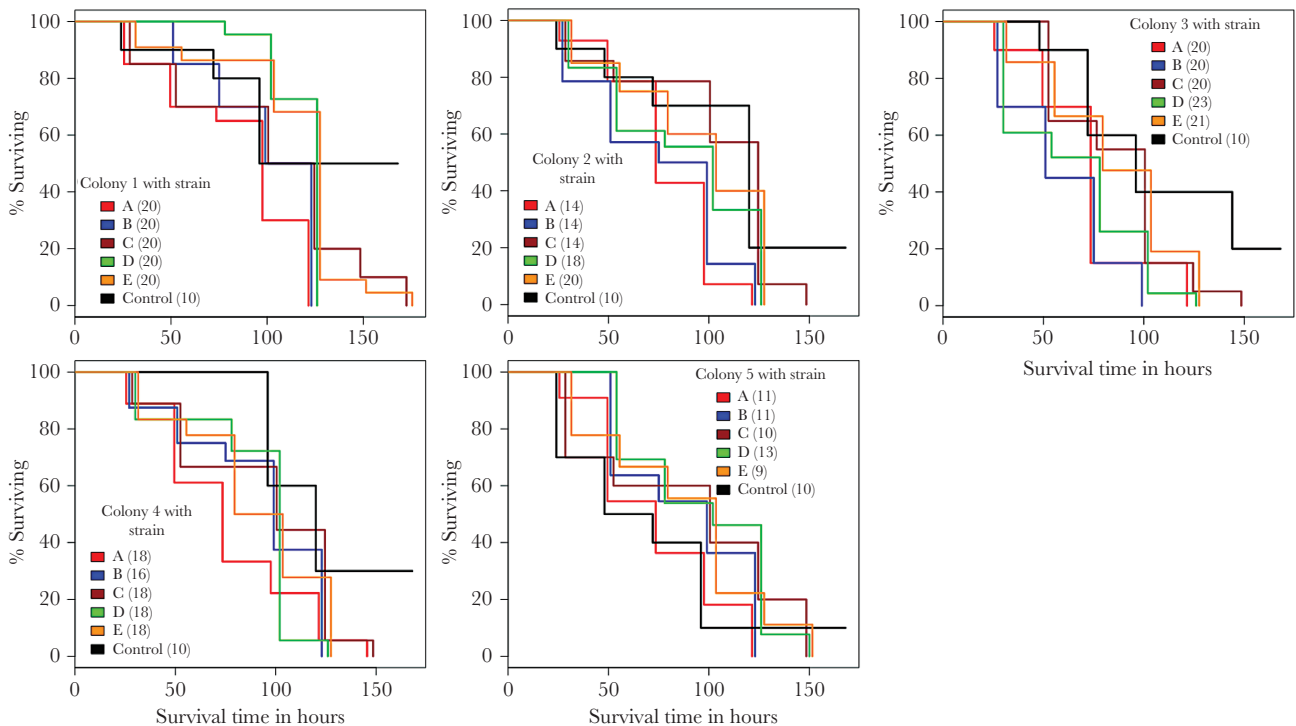 % Surviving
100
80
60
40
20
0
Colony 1 with strain
A (20)
B (20)
C (20)
D (20)
E (20)
Control (10)
0
50
100
150
% Surviving
100
80
60
40
20
0
Colony 2 with
strain
A (14)
B (14)
C (14)
D (18)
E (20)
Control (10)
0
50
100
150
% Surviving
100
80
60
40
20
0
Colony 3 with strain
A (20)
B (20)
C (20)
D (23)
E (21)
Control (10)
0
50
100
150
Survival time in hours
% Surviving
100
80
60
40
20
0
Colony 4 with
strain
A (18)
B (16)
C (18)
D (18)
E (18)
Control (10)
0
50
100
150
Survival time in hours
% Surviving
100
80
60
40
20
0
Colony 5 with strain
A (11)
B (11)
C (10)
D (13)
E (9)
Control (10)
0
50
100
150
Survival time in hours